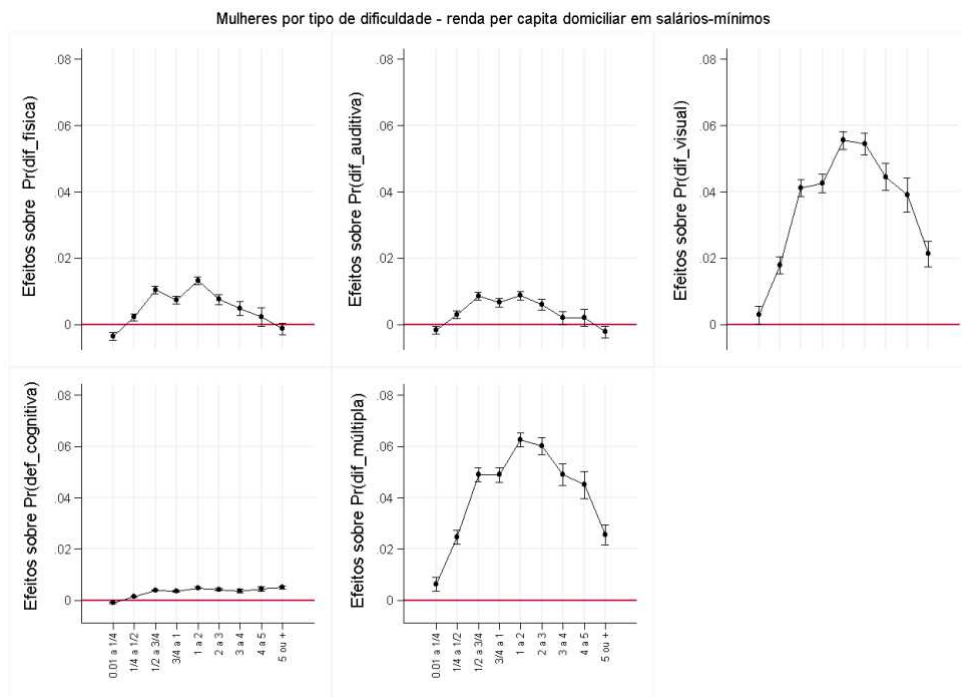 Mulheres por tipo de dificuldade - renda per capita domiciliar em salários-mínimos
Efeitos sobre Pr(dif_física)
.08
.06
.04
.02
0
Efeitos sobre Pr(dif_auditiva)
.08
.06
.04
.02
0
Efeitos sobre Pr(dif_visual)
.08
.06
.04
.02
0
Efeitos sobre Pr(def_cognitiva)
.08
.06
.04
.02
0
0.01 a 1/4
1/4 a 1/2
1/2 a 3/4
3/4 a 1
1 a 2
2 a 3
3 a 4
4 a 5
5 ou +
Efeitos sobre Pr(dif_múltipla)
.08
.06
.04
.02
0
0.01 a 1/4
1/4 a 1/2
1/2 a 3/4
3/4 a 1
1 a 2
2 a 3
3 a 4
4 a 5
5 ou +